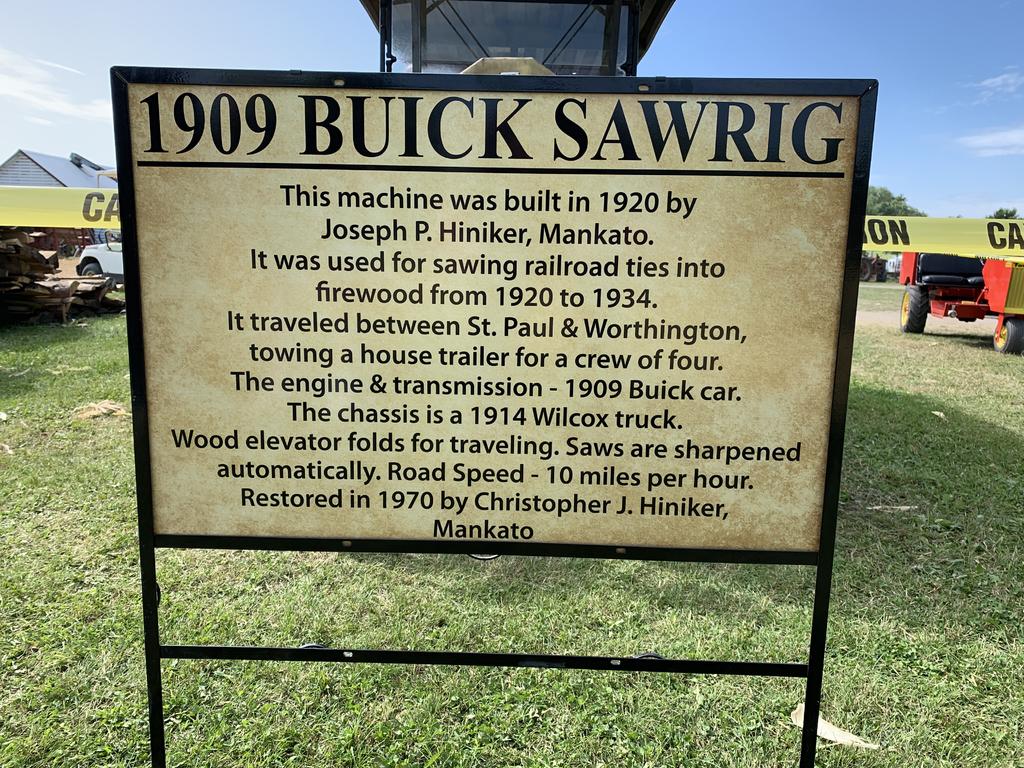 1909 BUICK SAWRIG
This machine was built in 1920 by
Joseph P. Hiniker, Mankato.
It was used for sawing railroad ties into
firewood from 1920 to 1934.
It traveled between St. Paul & Worthington,
towing a house trailer for a crew of four.
The engine & transmission - 1909 Buick car.
The chassis is a 1914 Wilcox truck.
Wood elevator folds for traveling. Saws are sharpened
automatically. Road Speed - 10 miles per hour.
Restored in 1970 by Christopher J. Hiniker,
Mankato
CA
ION CA